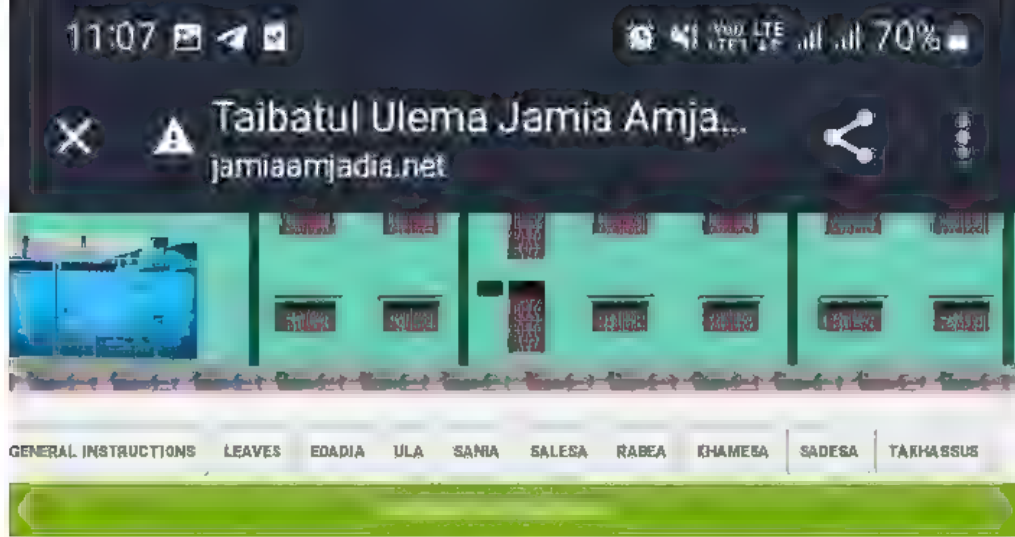 11:07 70%
Taibatul Ulema Jamia Amja...
jamiaamjadia.net
GENERAL INSTRUCTIONS LEAVES EDADIA ULA SANIA SALESA RABEA KHAMESA SADESA TAKHASSUS